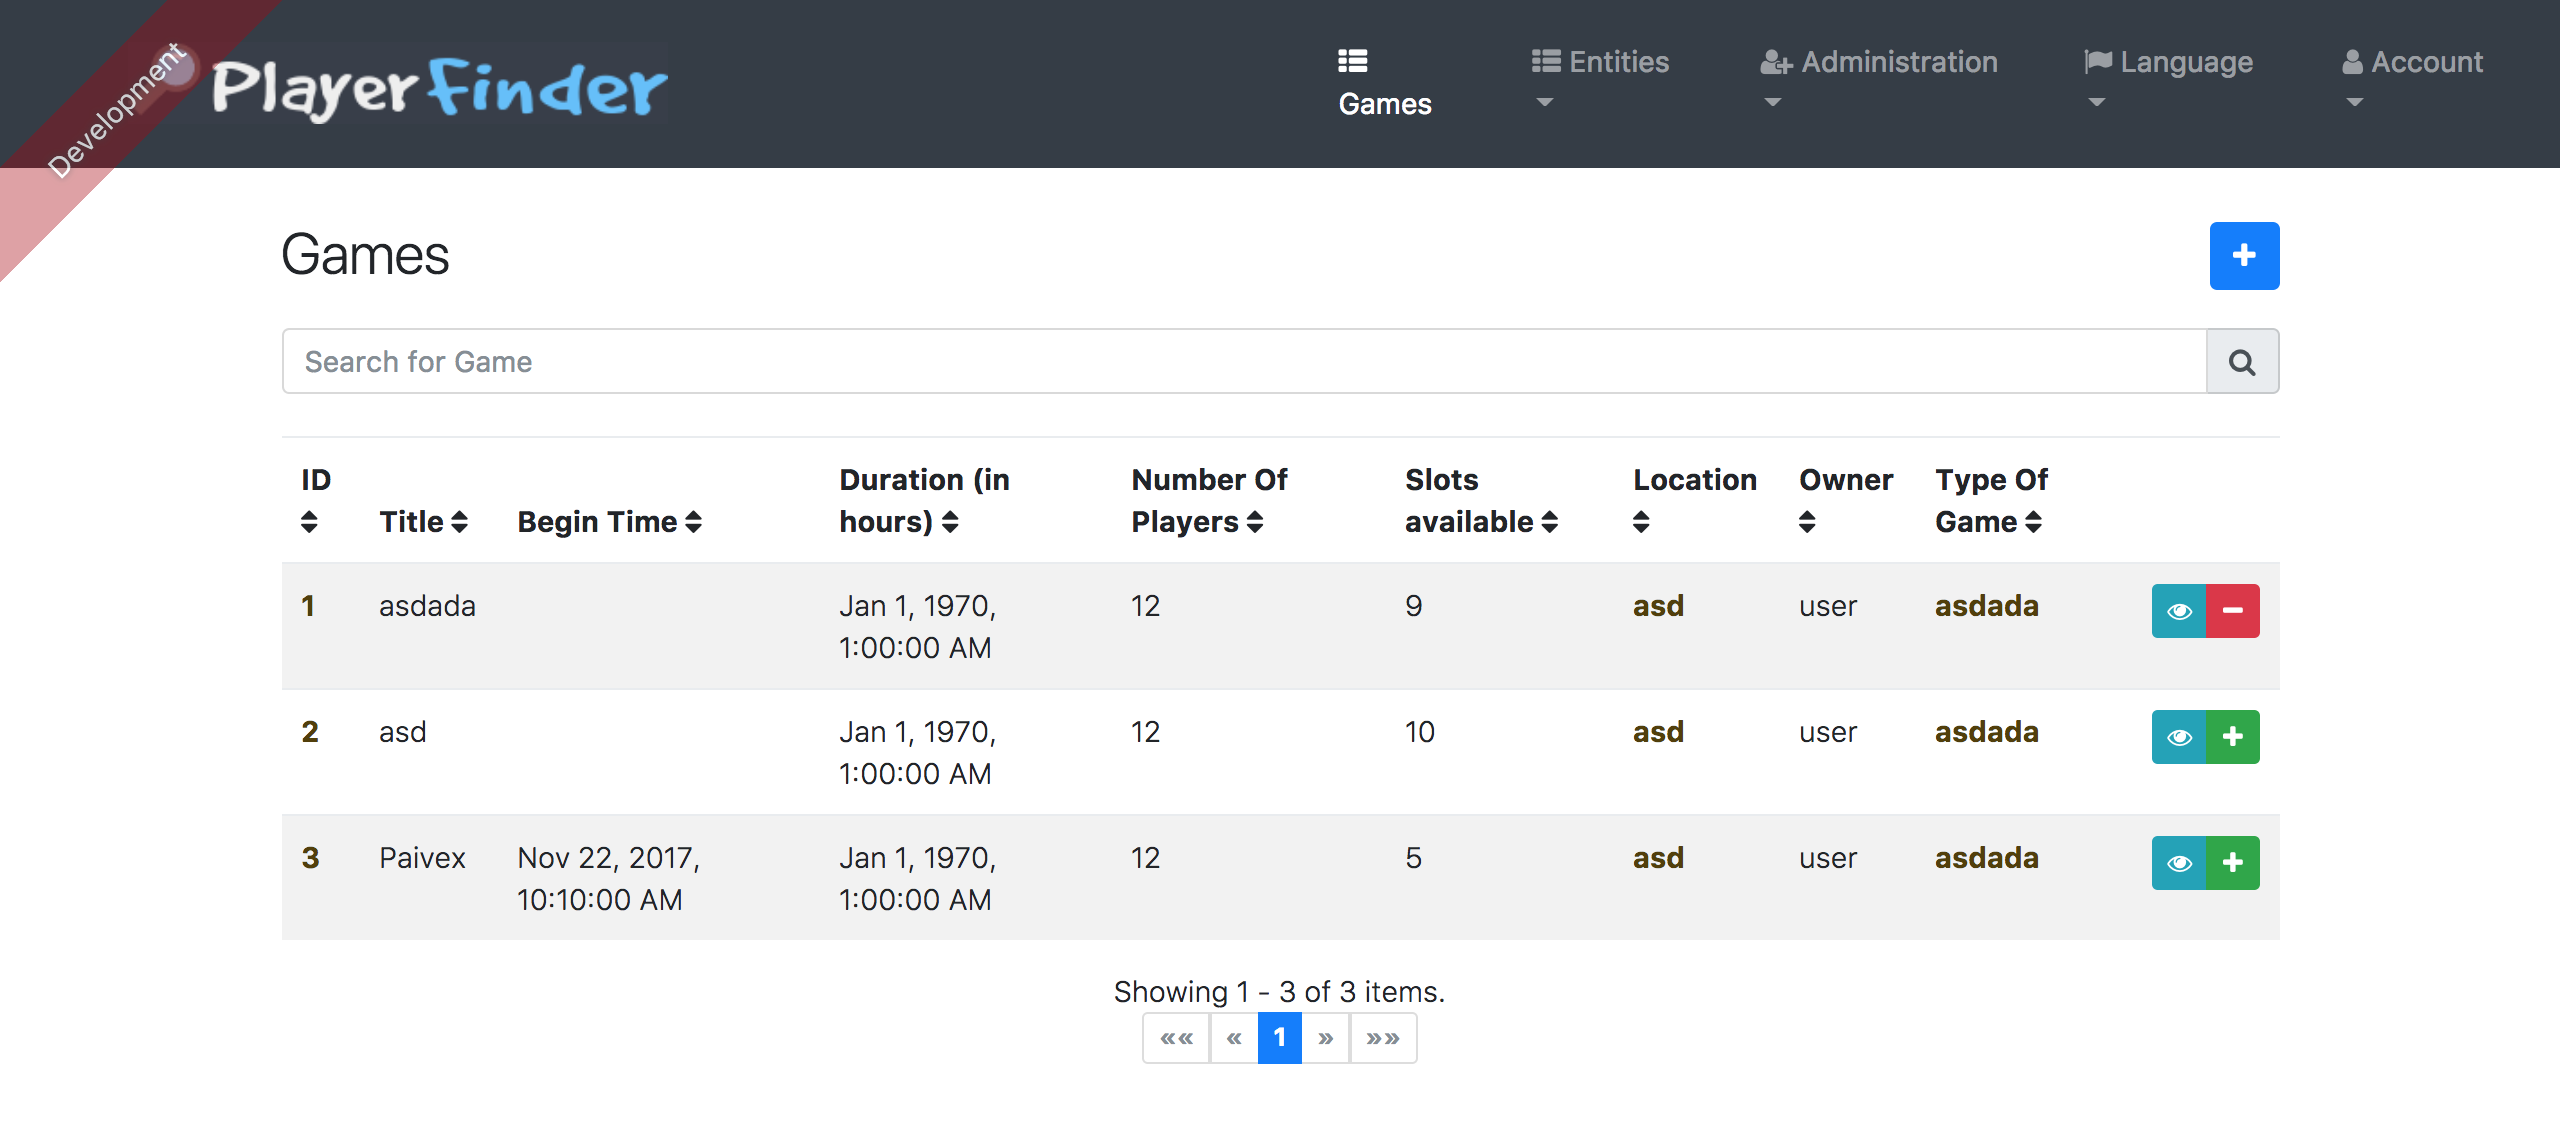 Development
PlayerFinder
Games
Entities
Administration
Language
Account
Games
Search for Game
ID Title Begin Time Duration (in hours) Number Of Players Slots available Location Owner Type Of Game
1 asdada Jan 1, 1970, 1:00:00 AM 12 9 asd user asdada
2 asd Jan 1, 1970, 1:00:00 AM 12 10 asd user asdada
3 Paivex Nov 22, 2017, 10:10:00 AM Jan 1, 1970, 1:00:00 AM 12 5 asd user asdada
Showing 1 - 3 of 3 items.
«« « 1 » »»